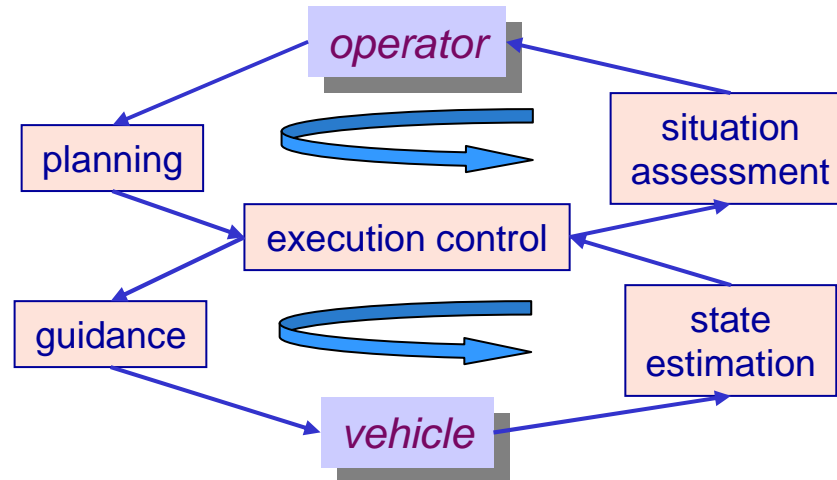 operator
planning
situation
assessment
execution control
guidance
state
estimation
vehicle